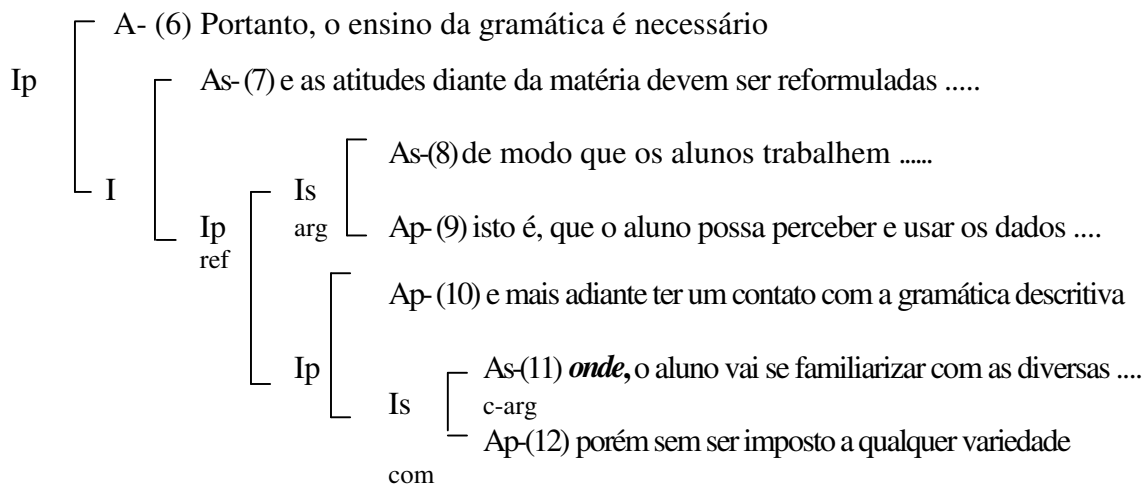 A- (6) Portanto, o ensino da gramática é necessário
Ip
As- (7) e as atitudes diante da matéria devem ser reformuladas .....
As-(8) de modo que os alunos trabalhem ......
I
Is
arg
Ap- (9) isto é, que o aluno possa perceber e usar os dados ....
Ip
ref
Ap- (10) e mais adiante ter um contato com a gramática descritiva
Ip
As-(11) onde, o aluno vai se familiarizar com as diversas ....
Is
c-arg
Ap-(12) porém sem ser imposto a qualquer variedade
com